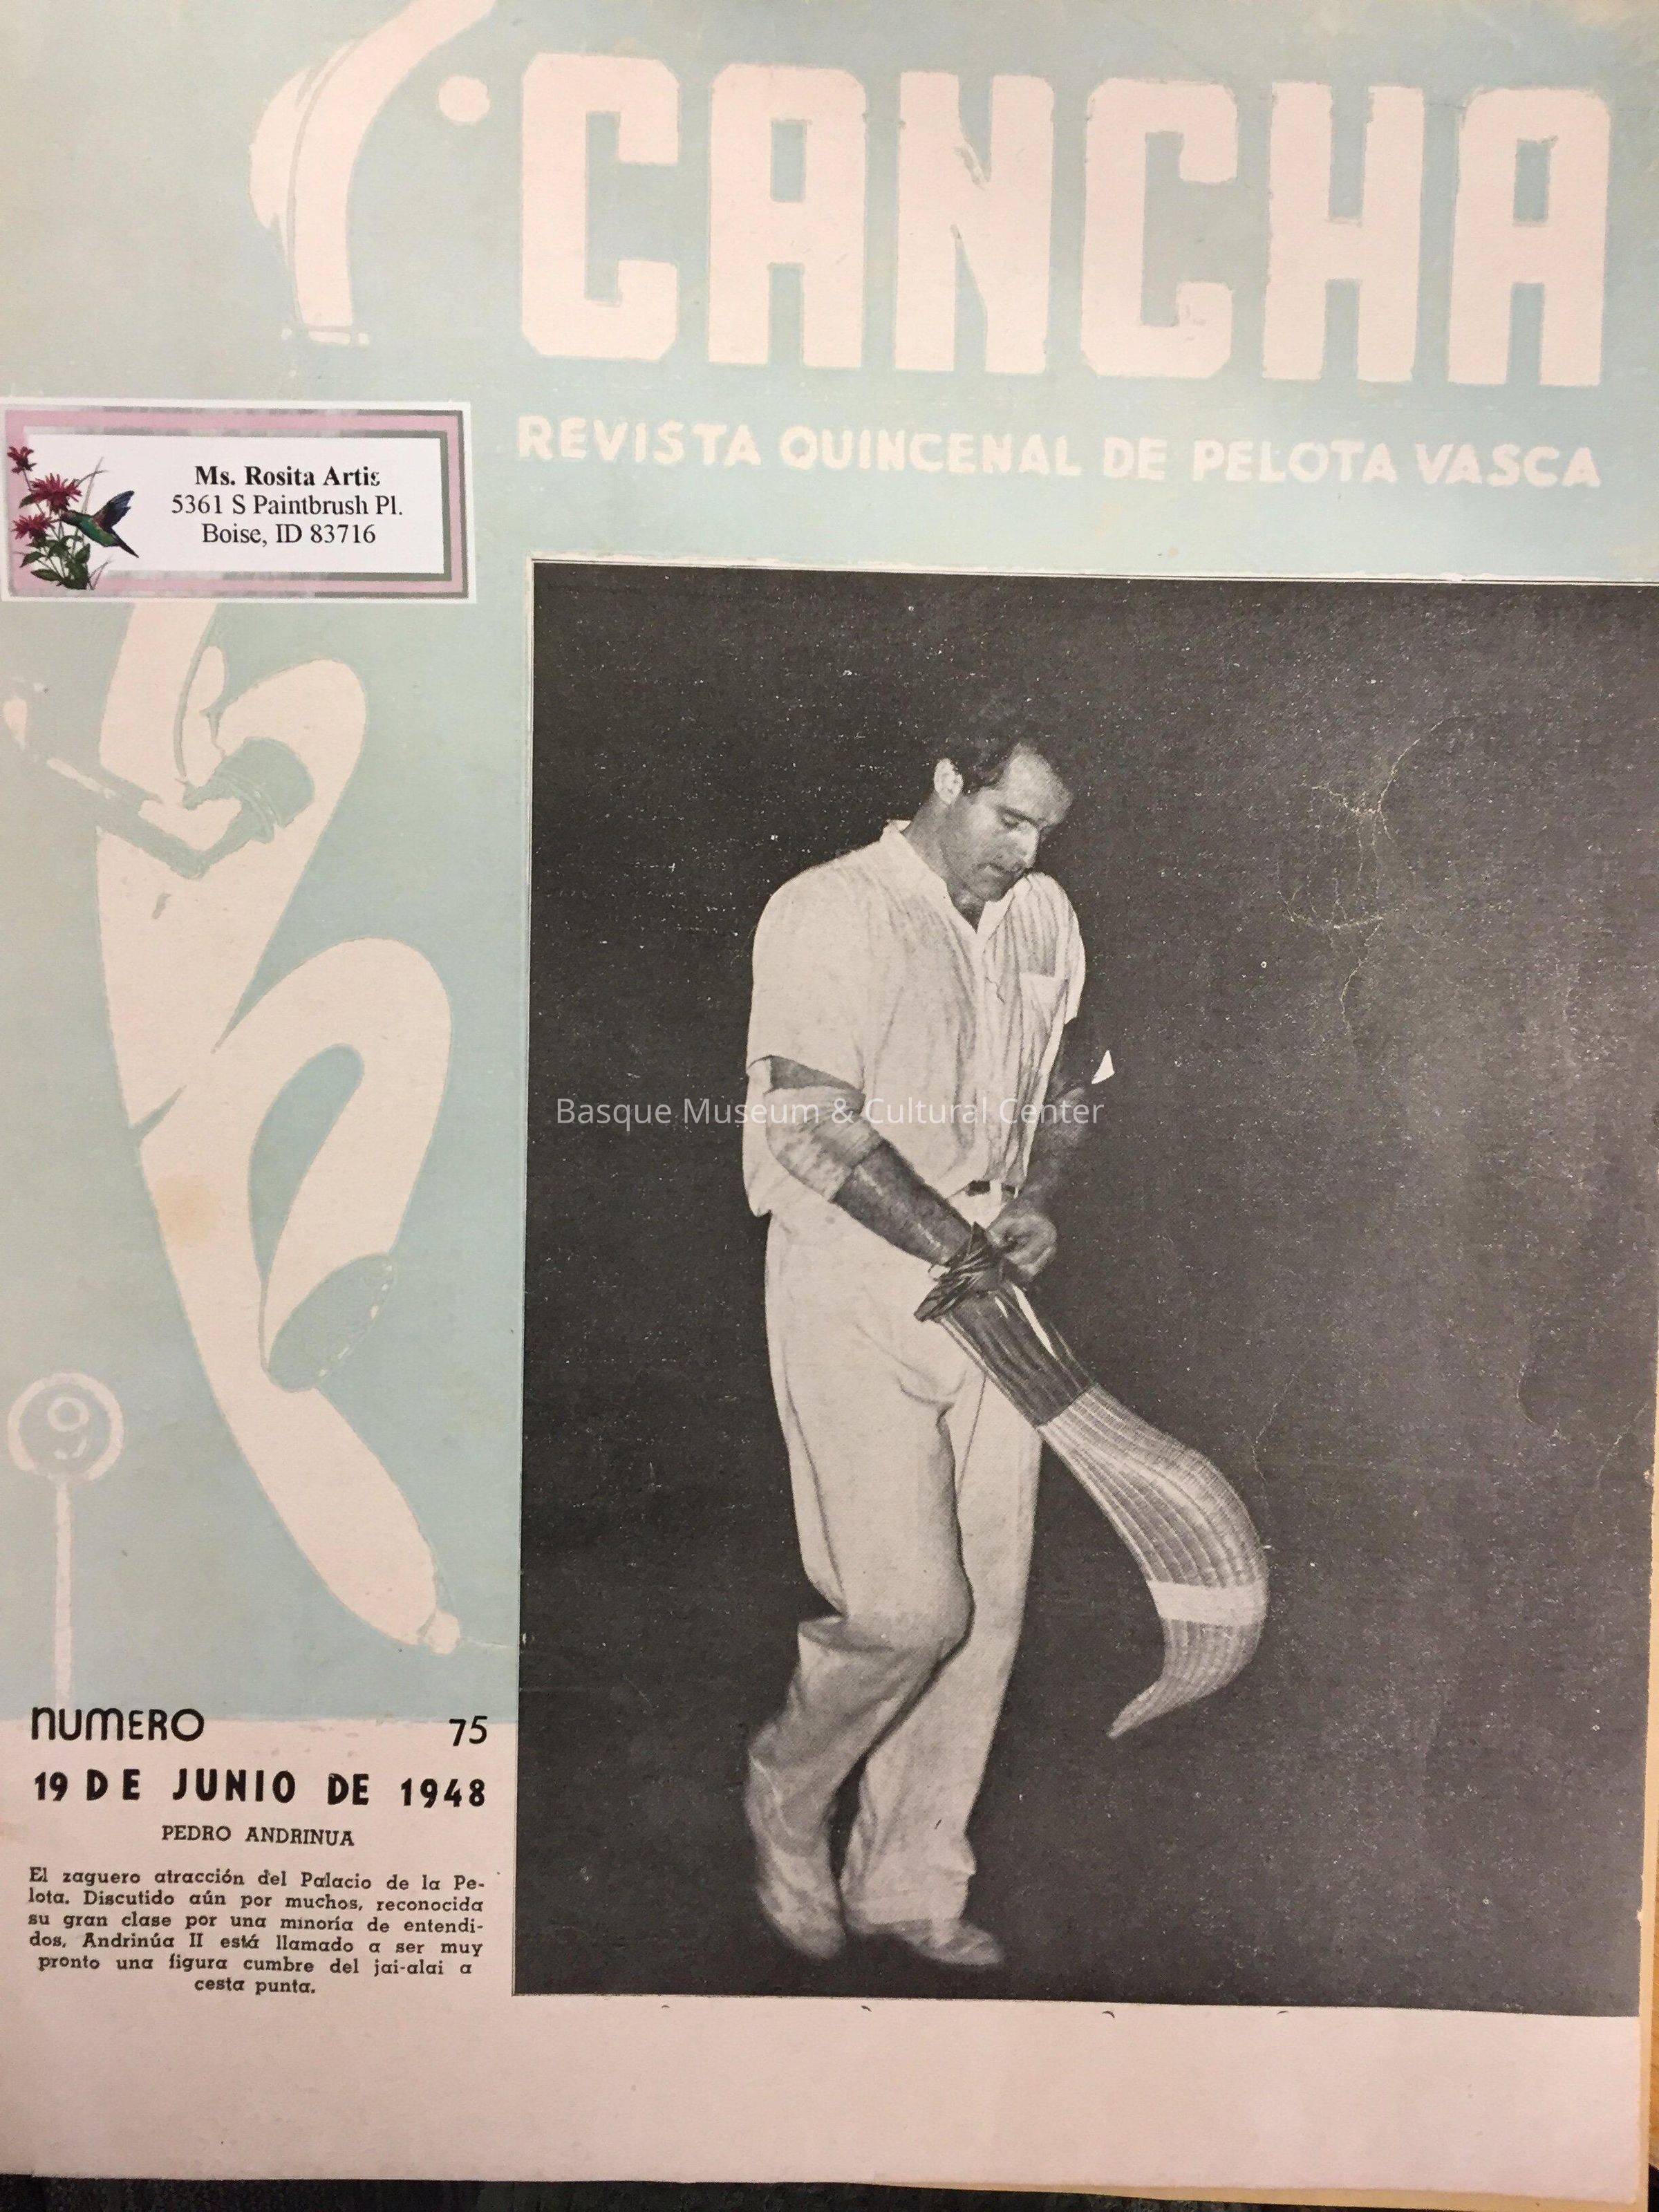 CANCHA
REVISTA QUINCENAL DE PELOTA VASCA
Ms. Rosita Artis
5361 S Paintbrush Pl.
Boise, ID 83716
Basque Museum & Cultural Center
9
NUMERO 75
19 DE JUNIO DE 1948
PEDRO ANDRINUA
El zaguero atracción del Palacio de la Pe-
lota. Discutido aún por muchos, reconocida
su gran clase por una minoría de entendi-
dos, Andrinúa II está llamado a ser muy
pronto una figura cumbre del jai-alai a
cesta punta.